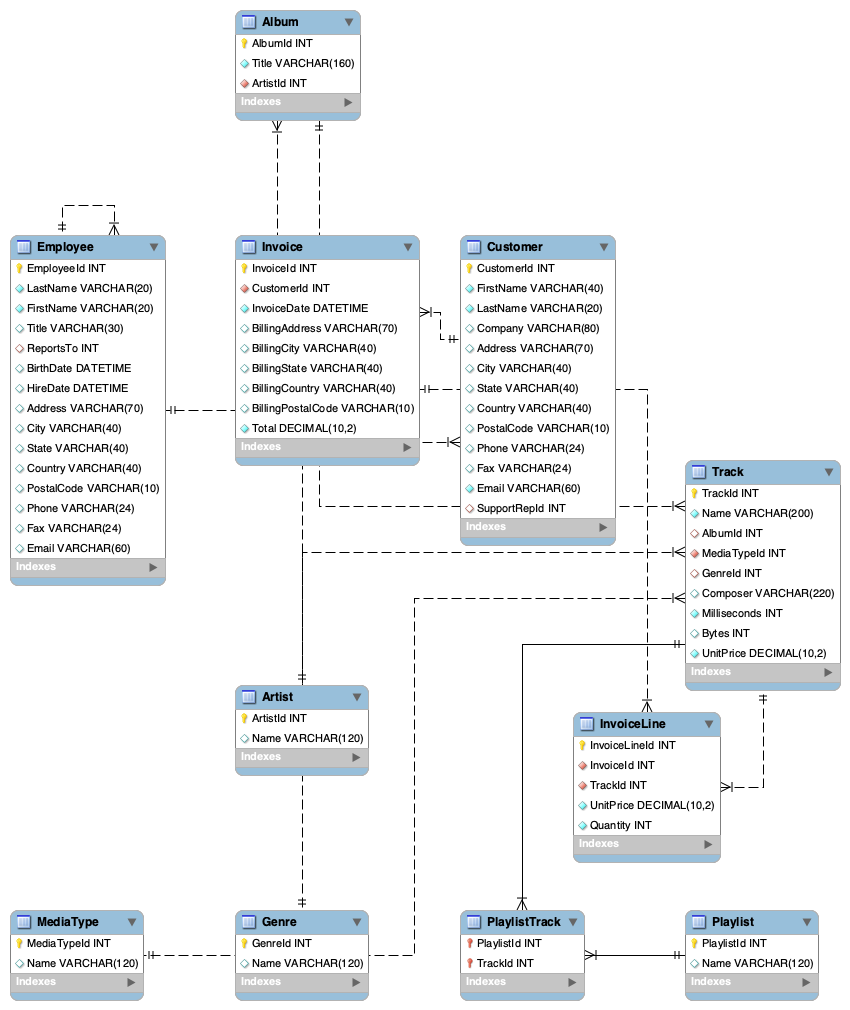 Album
AlbumId INT
Title VARCHAR(160)
ArtistId INT
Indexes
Employee
EmployeeId INT
LastName VARCHAR(20)
FirstName VARCHAR(20)
Title VARCHAR(30)
ReportsTo INT
BirthDate DATETIME
HireDate DATETIME
Address VARCHAR(70)
City VARCHAR(40)
State VARCHAR(40)
Country VARCHAR(40)
PostalCode VARCHAR(10)
Phone VARCHAR(24)
Fax VARCHAR(24)
Email VARCHAR(60)
Indexes
Invoice
InvoiceId INT
CustomerId INT
InvoiceDate DATETIME
BillingAddress VARCHAR(70)
BillingCity VARCHAR(40)
BillingState VARCHAR(40)
BillingCountry VARCHAR(40)
BillingPostalCode VARCHAR(10)
Total DECIMAL(10,2)
Indexes
Customer
CustomerId INT
FirstName VARCHAR(40)
LastName VARCHAR(20)
Company VARCHAR(80)
Address VARCHAR(70)
City VARCHAR(40)
State VARCHAR(40)
Country VARCHAR(40)
PostalCode VARCHAR(10)
Phone VARCHAR(24)
Fax VARCHAR(24)
Email VARCHAR(60)
SupportRepId INT
Indexes
Track
TrackId INT
Name VARCHAR(200)
AlbumId INT
MediaTypeId INT
GenreId INT
Composer VARCHAR(220)
Milliseconds INT
Bytes INT
UnitPrice DECIMAL(10,2)
Indexes
Artist
ArtistId INT
Name VARCHAR(120)
Indexes
InvoiceLine
InvoiceLineId INT
InvoiceId INT
TrackId INT
UnitPrice DECIMAL(10,2)
Quantity INT
Indexes
MediaType
MediaTypeId INT
Name VARCHAR(120)
Indexes
Genre
GenreId INT
Name VARCHAR(120)
Indexes
PlaylistTrack
PlaylistId INT
TrackId INT
Indexes
Playlist
PlaylistId INT
Name VARCHAR(120)
Indexes